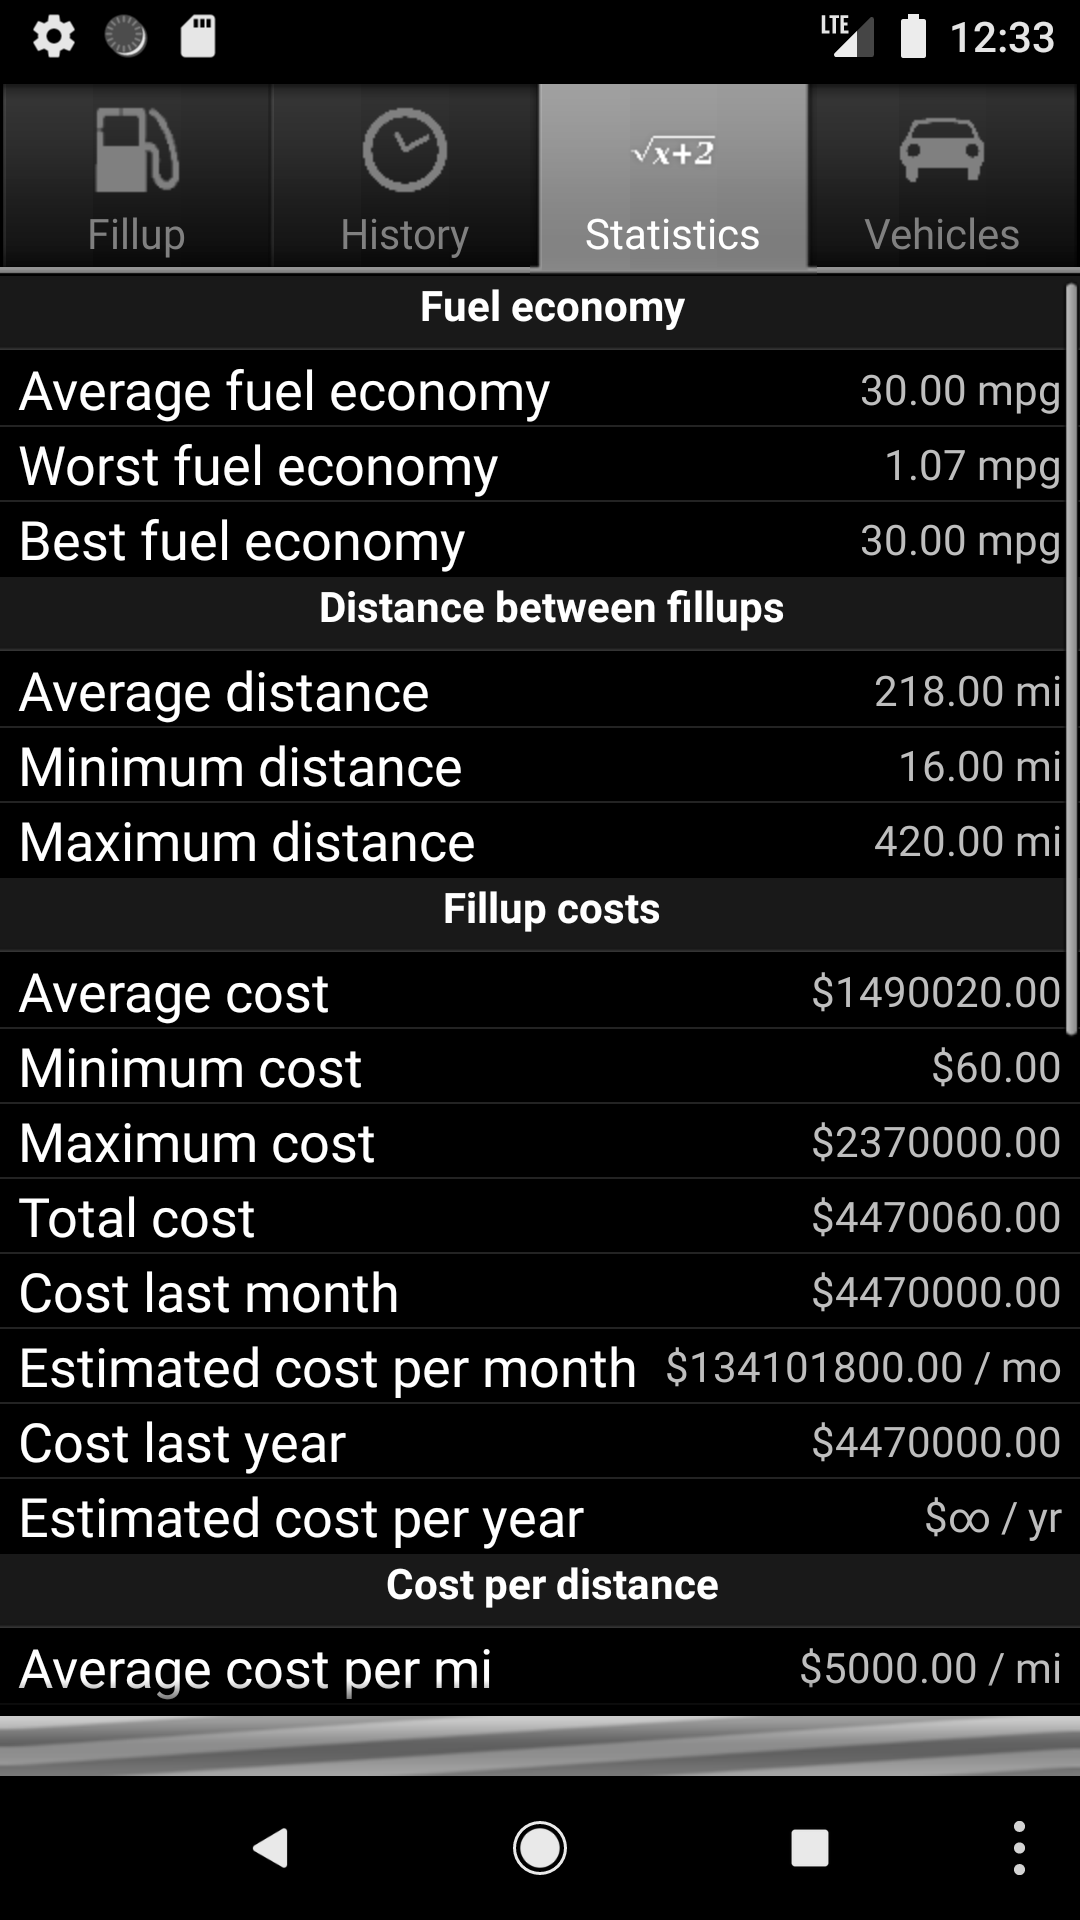 LTE 12:33
√x+2
Fillup History Statistics Vehicles
Fuel economy
Average fuel economy 30.00 mpg
Worst fuel economy 1.07 mpg
Best fuel economy 30.00 mpg
Distance between fillups
Average distance 218.00 mi
Minimum distance 16.00 mi
Maximum distance 420.00 mi
Fillup costs
Average cost $1490020.00
Minimum cost $60.00
Maximum cost $2370000.00
Total cost $4470060.00
Cost last month $4470000.00
Estimated cost per month $134101800.00 / mo
Cost last year $4470000.00
Estimated cost per year $∞ / yr
Cost per distance
Average cost per mi $5000.00 / mi